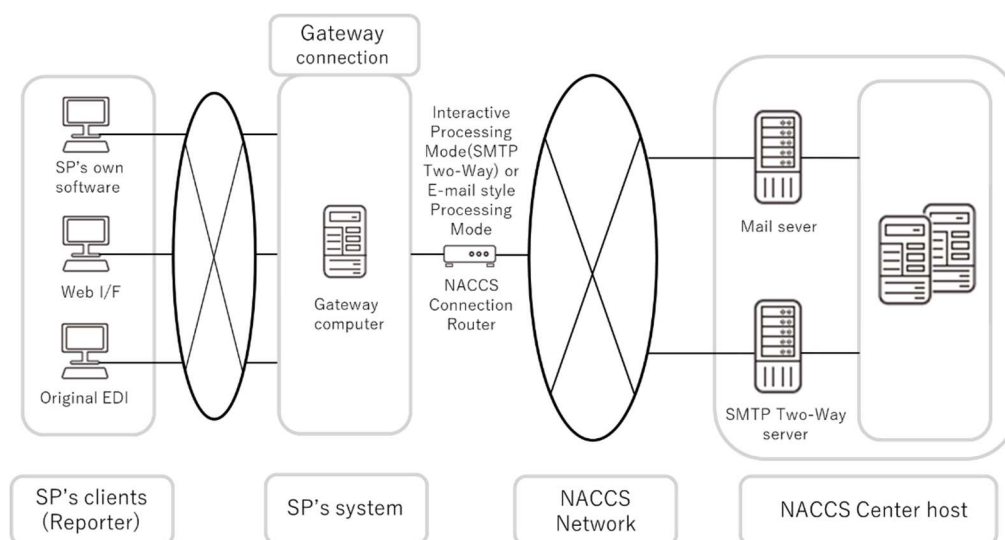 Gateway
connection
SP's own
software
Web I/F
Original EDI
Gateway
computer
Interactive
Processing
Mode(SMTP
Two-Way) or
E-mail style
Processing
Mode
NACCS
Connection
Router
Mail sever
SMTP Two-Way
server
SP's clients
(Reporter)
SP's system
NACCS
Network
NACCS Center host